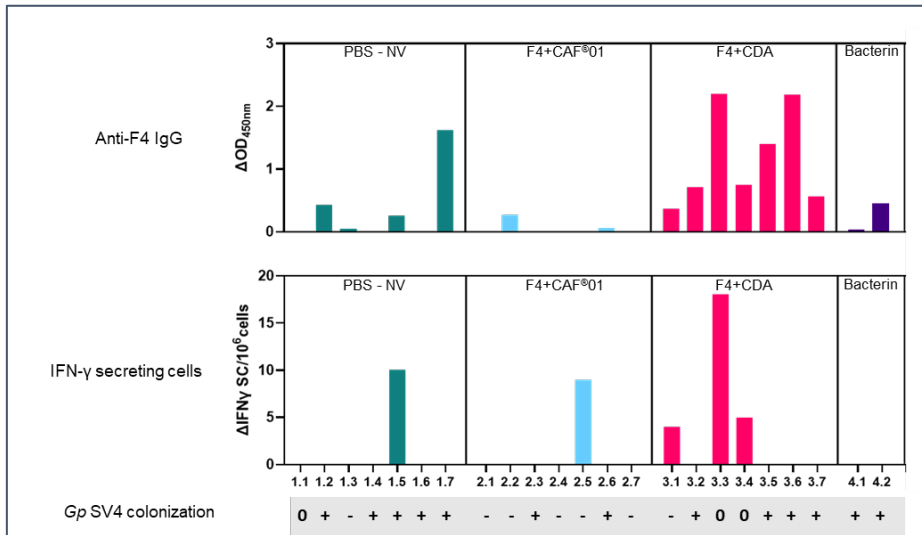 PBS - NV F4+CAF®01 F4+CDA Bacterin
Anti-F4 IgG
ΔOD450nm
3
2
1
0
PBS - NV F4+CAF®01 F4+CDA Bacterin
IFN-γ secreting cells
ΔIFNγ SC/10⁶cells
20
15
10
5
0
1.1 1.2 1.3 1.4 1.5 1.6 1.7 2.1 2.2 2.3 2.4 2.5 2.6 2.7 3.1 3.2 3.3 3.4 3.5 3.6 3.7 4.1 4.2
Gp SV4 colonization 0 + - + + + + - - + - - + - - + 0 0 + + + + +